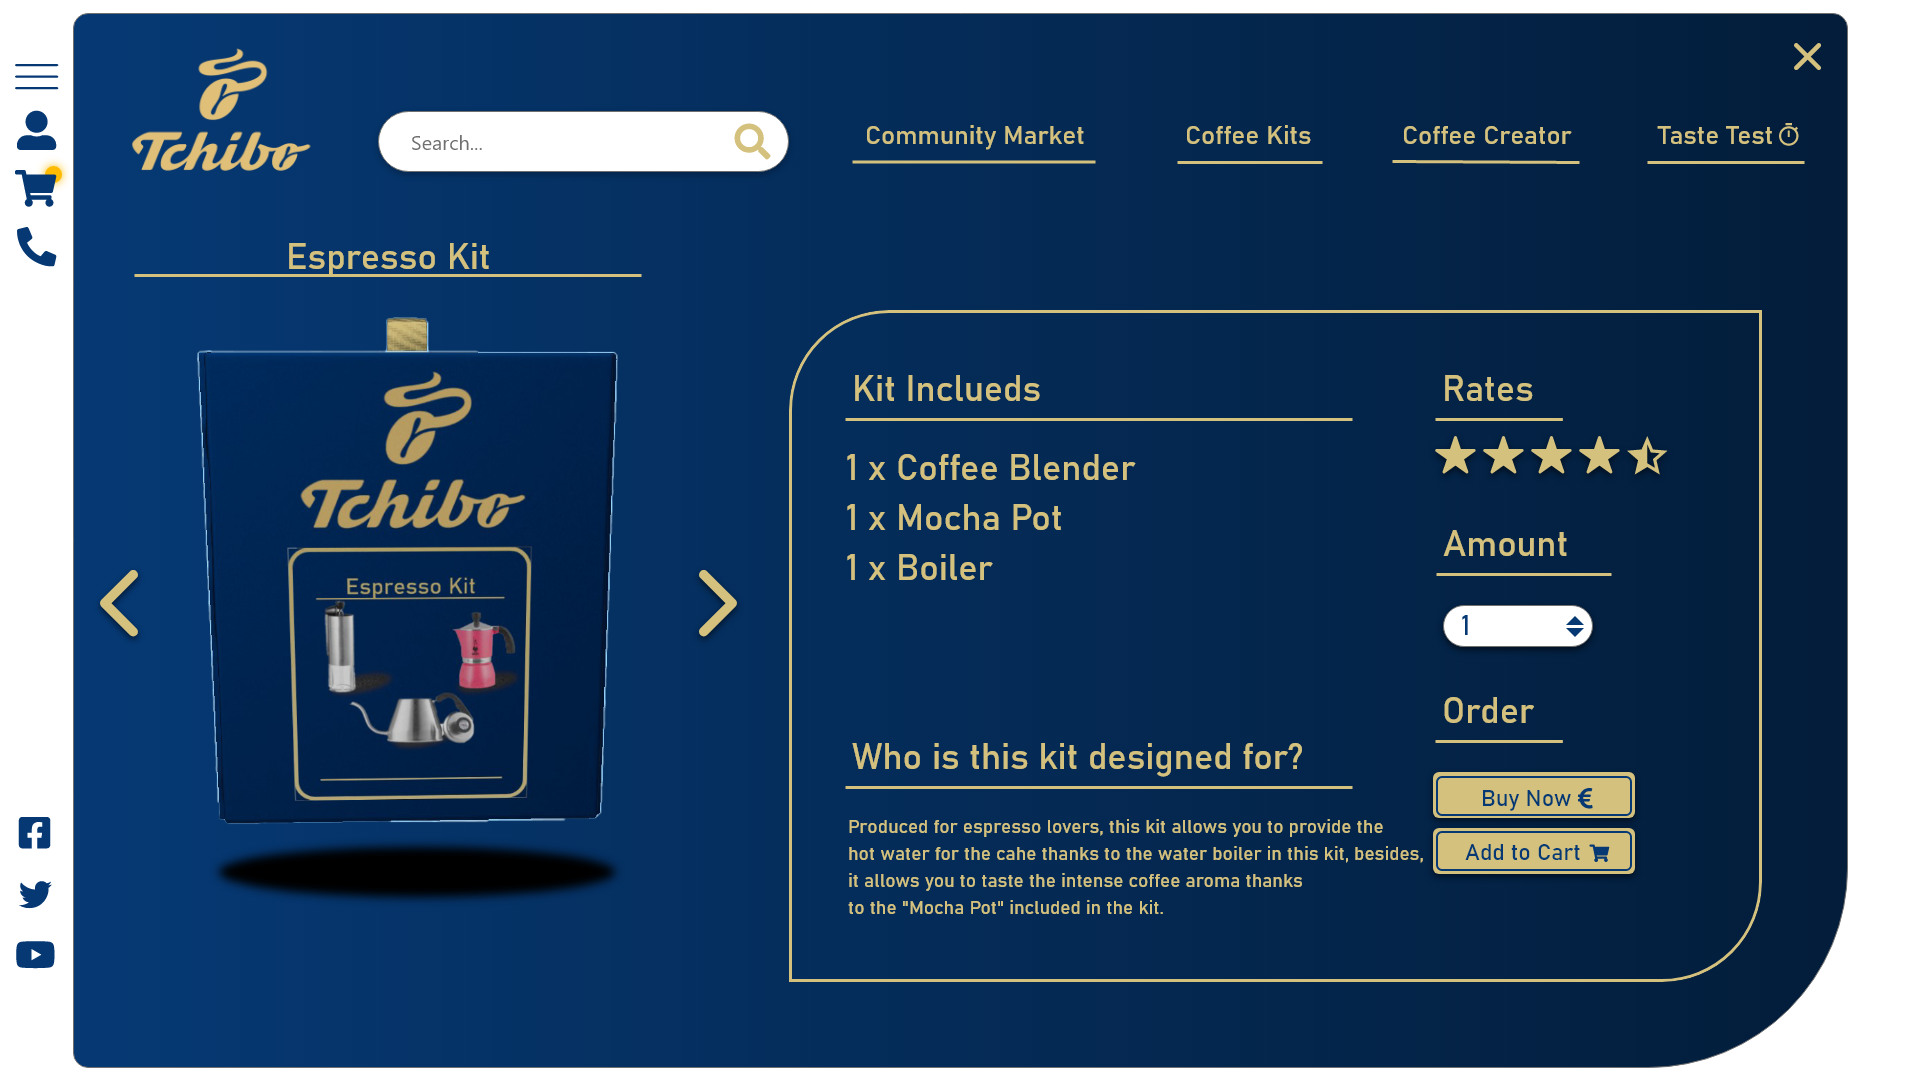 Tchibo
Search...
Community Market
Coffee Kits
Coffee Creator
Taste Test
Espresso Kit
Tchibo
Espresso Kit
Kit Inclueds
1 x Coffee Blender
1 x Mocha Pot
1 x Boiler
Who is this kit designed for?
Produced for espresso lovers, this kit allows you to provide the
hot water for the cahe thanks to the water boiler in this kit, besides,
it allows you to taste the intense coffee aroma thanks
to the "Mocha Pot" included in the kit.
Rates
Amount
1
Order
Buy Now €
Add to Cart